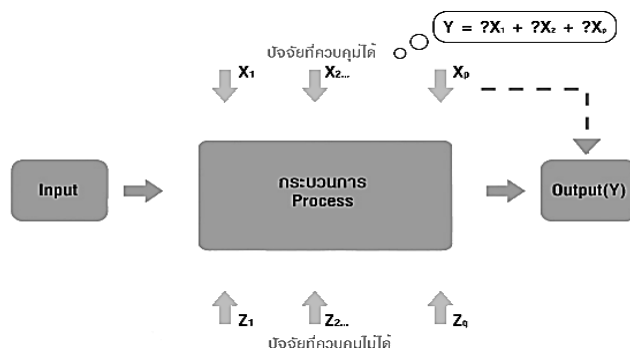 Y = ?X₁ + ?X₂ + ?Xₚ
ปัจจัยที่ควบคุมได้
X₁ X₂... Xₚ
Input
กระบวนการ
Process
Output(Y)
Z₁ Z₂... Zq
ปัจจัยที่ควบคุมไม่ได้